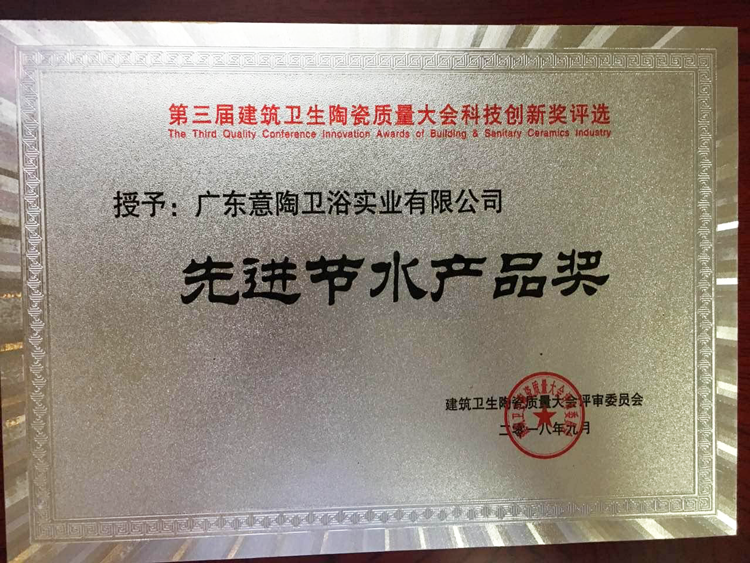 第三届建筑卫生陶瓷质量大会科技创新奖评选
The Third Quality Conference Innovation Awards of Building & Sanitary Ceramics Industry
授予：广东意陶卫浴实业有限公司
先进节水产品奖
建筑卫生陶瓷质量大会评审委员会
二零一八年九月